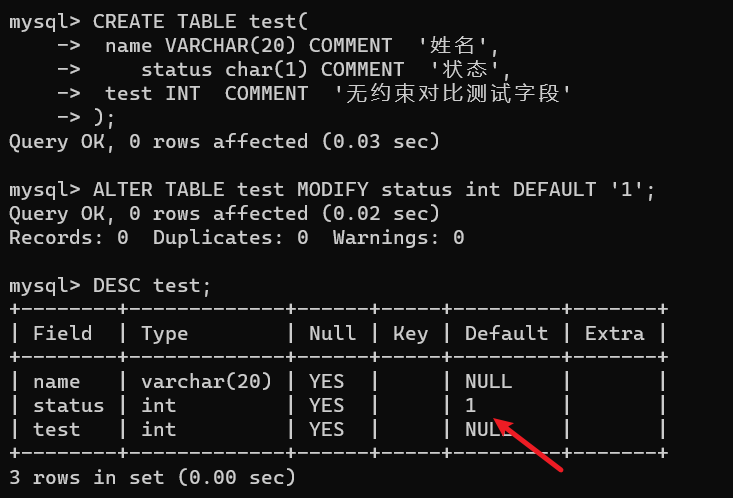 mysql> CREATE TABLE test(
    ->  name VARCHAR(20) COMMENT  '姓名',
    ->     status char(1) COMMENT  '状态',
    ->  test INT  COMMENT  '无约束对比测试字段'
    -> );
Query OK, 0 rows affected (0.03 sec)

mysql> ALTER TABLE test MODIFY status int DEFAULT '1';
Query OK, 0 rows affected (0.02 sec)
Records: 0  Duplicates: 0  Warnings: 0

mysql> DESC test;
+--------+-------------+------+-----+---------+-------+
| Field  | Type        | Null | Key | Default | Extra |
+--------+-------------+------+-----+---------+-------+
| name   | varchar(20) | YES  |     | NULL    |       |
| status | int         | YES  |     | 1       |       |
| test   | int         | YES  |     | NULL    |       |
+--------+-------------+------+-----+---------+-------+
3 rows in set (0.00 sec)